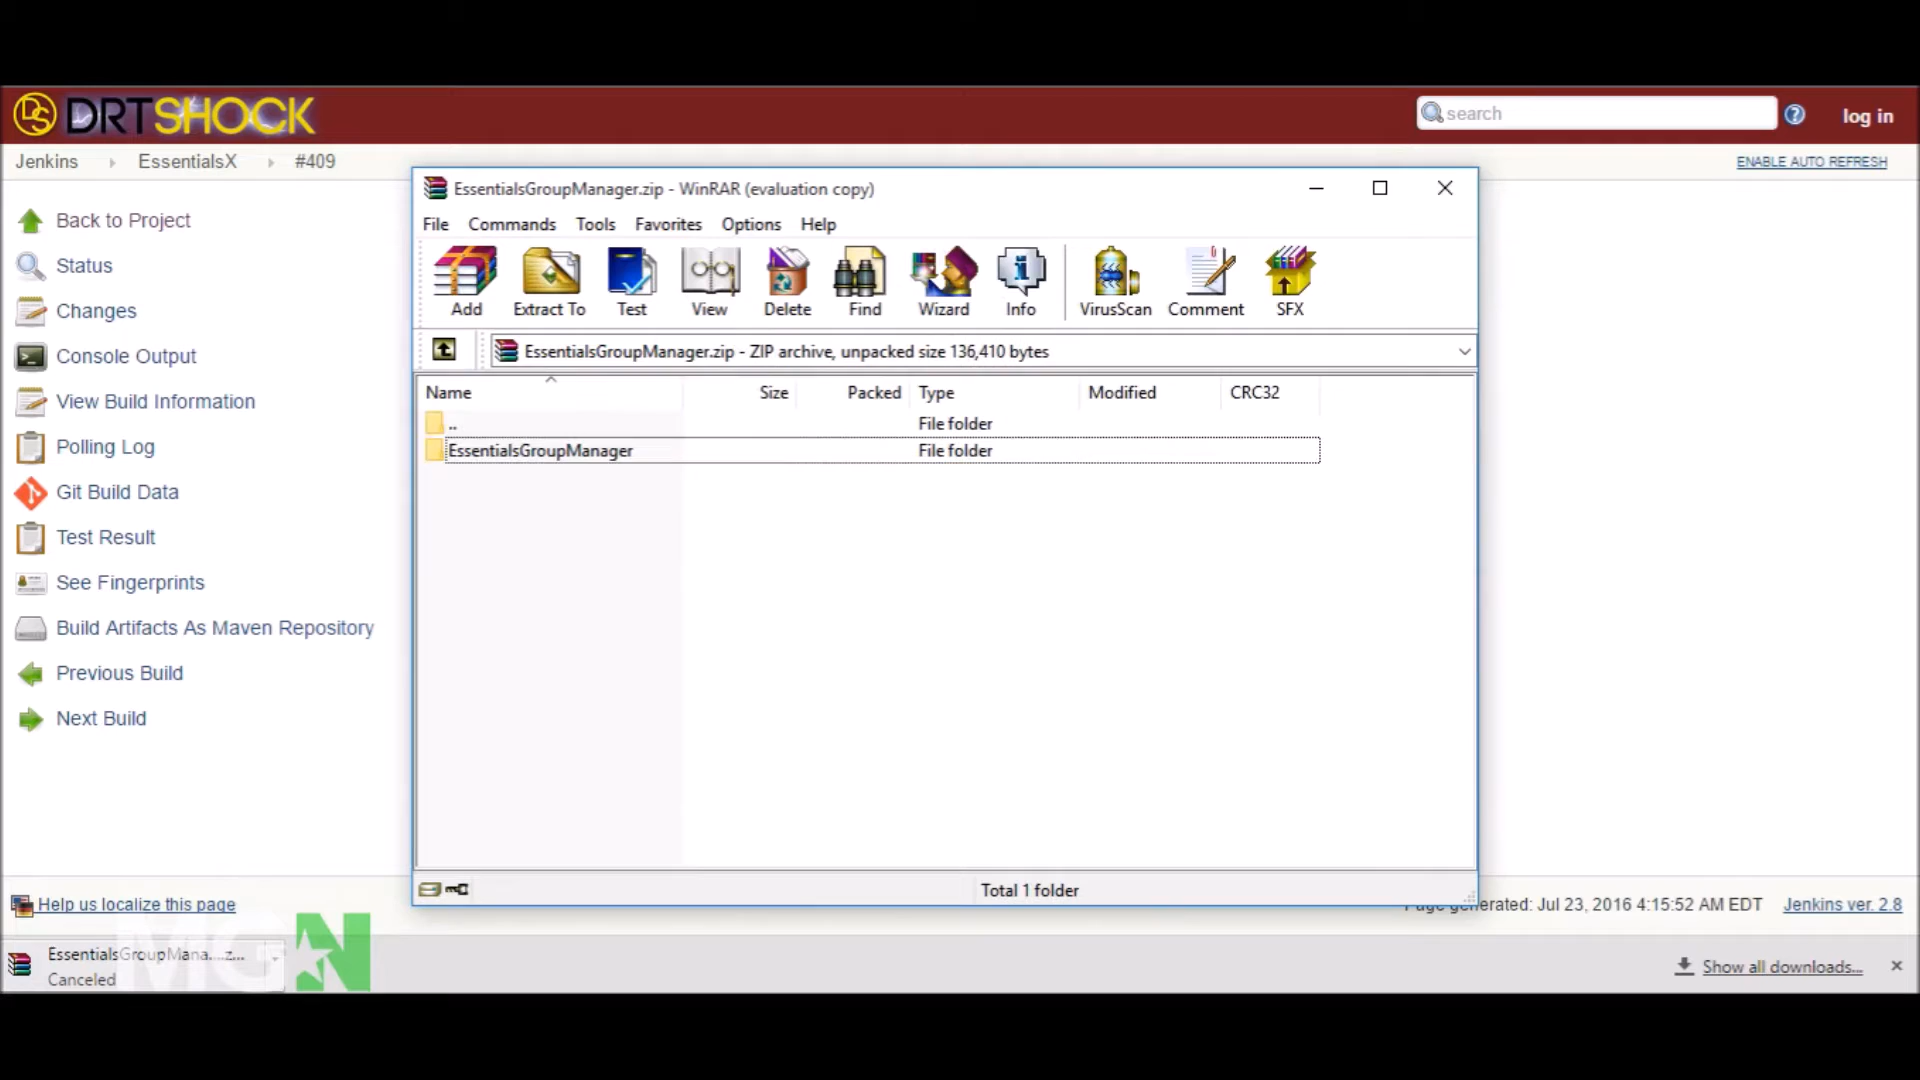 DS DRTSHOCK
search
log in
Jenkins EssentialsX #409
ENABLE AUTO REFRESH
Back to Project
Status
Changes
Console Output
View Build Information
Polling Log
Git Build Data
Test Result
See Fingerprints
Build Artifacts As Maven Repository
Previous Build
Next Build
EssentialsGroupManager.zip - WinRAR (evaluation copy)
File Commands Tools Favorites Options Help
Add Extract To Test View Delete Find Wizard Info VirusScan Comment SFX
EssentialsGroupManager.zip - ZIP archive, unpacked size 136,410 bytes
Name Size Packed Type Modified CRC32
.. File folder
EssentialsGroupManager File folder
Total 1 folder
Help us localize this page
Page generated: Jul 23, 2016 4:15:52 AM EDT Jenkins ver. 2.8
EssentialsGroupMana....z...
Canceled
MGN
Show all downloads...